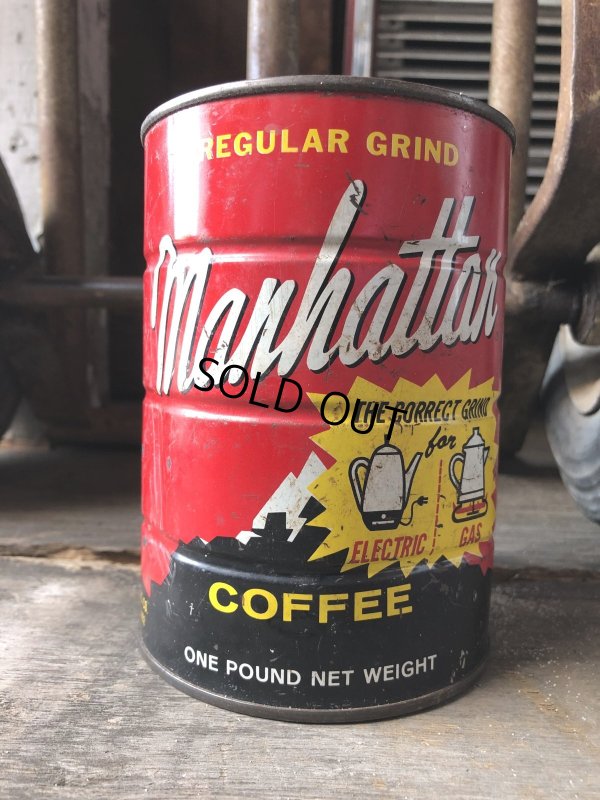 REGULAR GRIND
Manhattan
SOLD OUT
THE CORRECT GRIND
for
ELECTRIC
GAS
COFFEE
ONE POUND NET WEIGHT